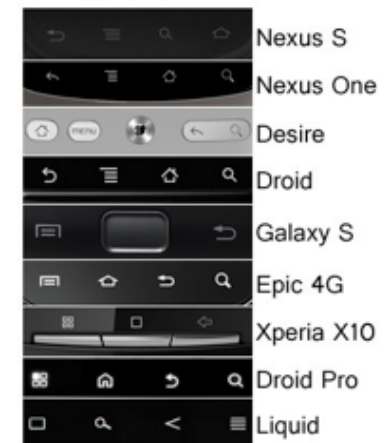 Nexus S
Nexus One
menu
Desire
Droid
Galaxy S
Epic 4G
Xperia X10
Droid Pro
Liquid